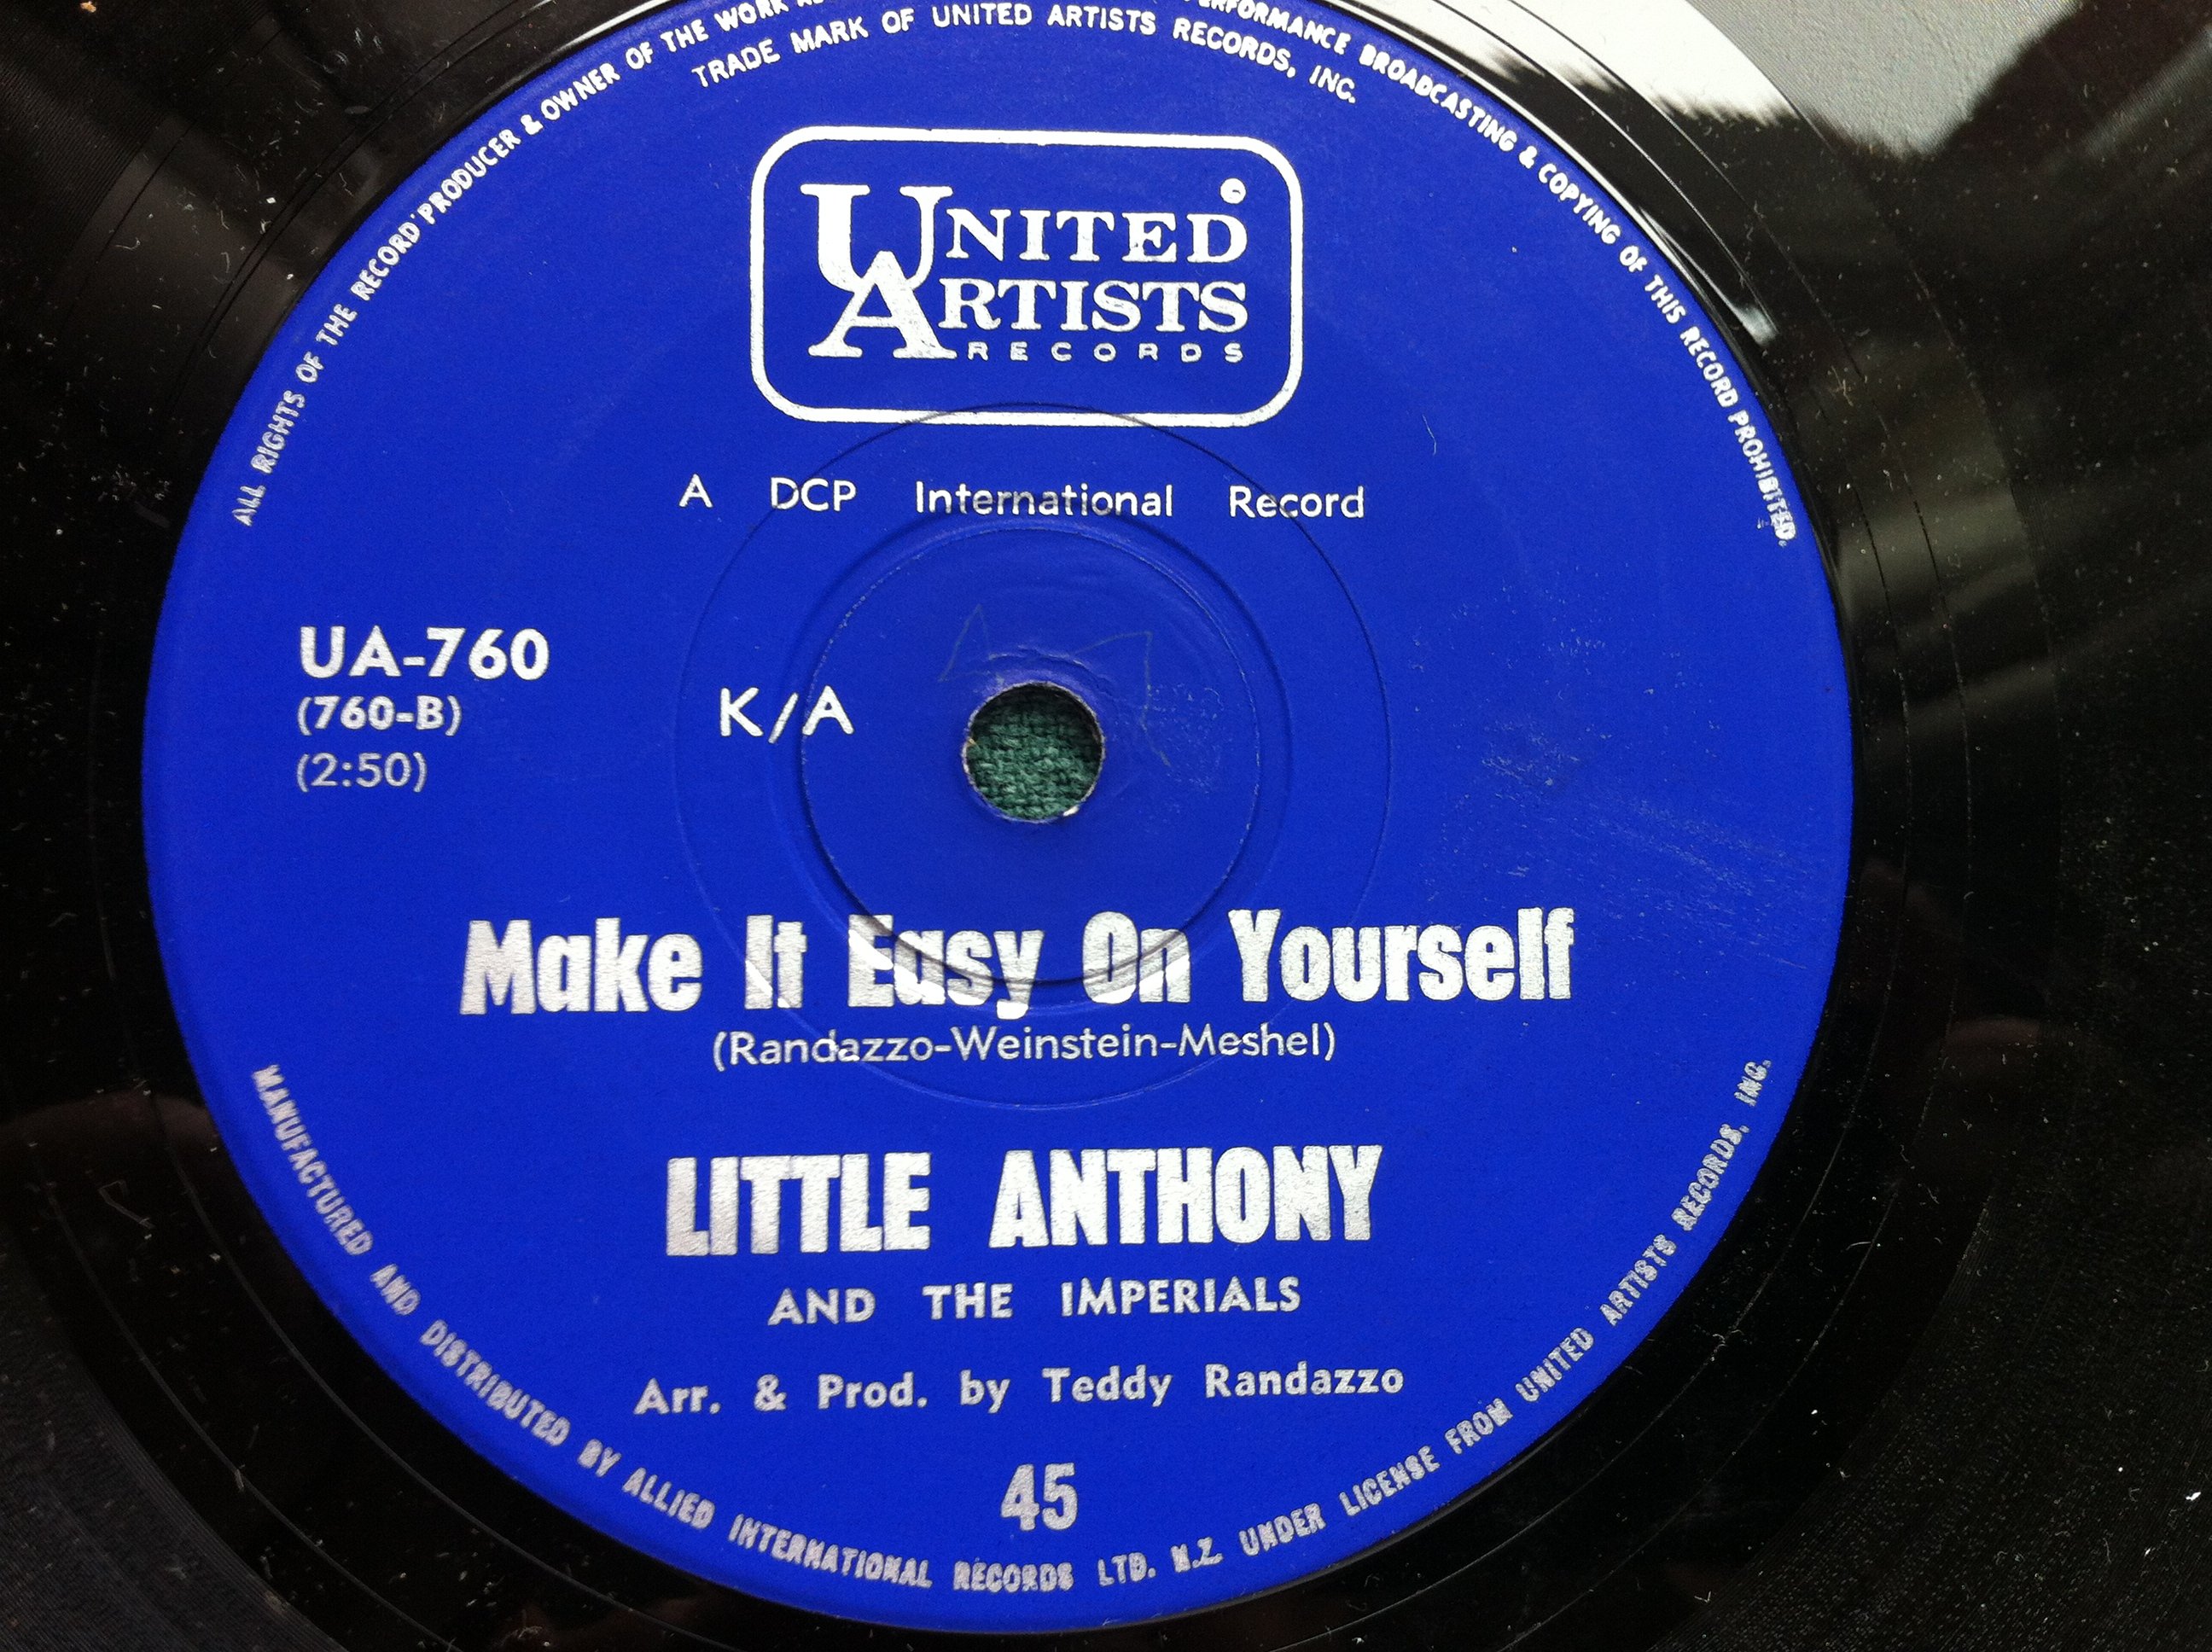 ALL RIGHTS OF THE RECORD PRODUCER & OWNER OF THE WORK PERFORMANCE BROADCASTING & COPYING OF THIS RECORD PROHIBITED.
TRADE MARK OF UNITED ARTISTS RECORDS, INC.
UNITED
ARTISTS
RECORDS
A DCP International Record
UA-760
(760-B)
K/A
(2:50)
Make It Easy On Yourself
(Randazzo-Weinstein-Meshel)
LITTLE ANTHONY
AND THE IMPERIALS
Arr. & Prod. by Teddy Randazzo
45
MANUFACTURED AND DISTRIBUTED BY ALLIED INTERNATIONAL RECORDS LTD. N.Z. UNDER LICENSE FROM UNITED ARTISTS RECORDS, INC.